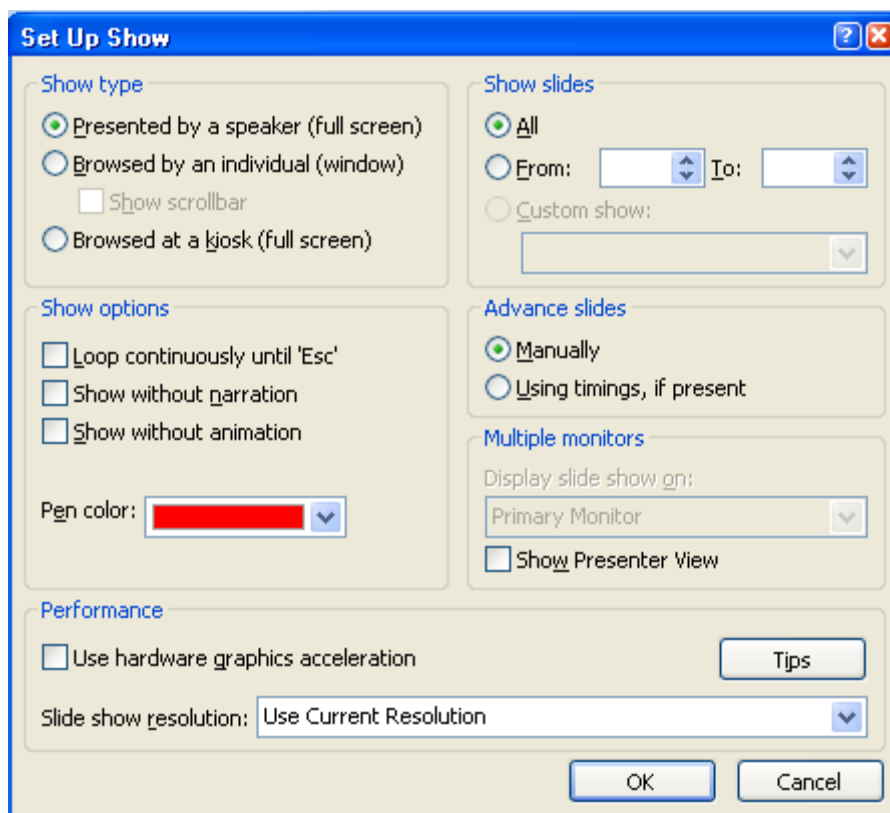 Set Up Show
Show type
Presented by a speaker (full screen)
Browsed by an individual (window)
Show scrollbar
Browsed at a kiosk (full screen)
Show slides
All
From: To:
Custom show:
Show options
Loop continuously until 'Esc'
Show without narration
Show without animation
Pen color:
Advance slides
Manually
Using timings, if present
Multiple monitors
Display slide show on:
Primary Monitor
Show Presenter View
Performance
Use hardware graphics acceleration
Tips
Slide show resolution: Use Current Resolution
OK Cancel